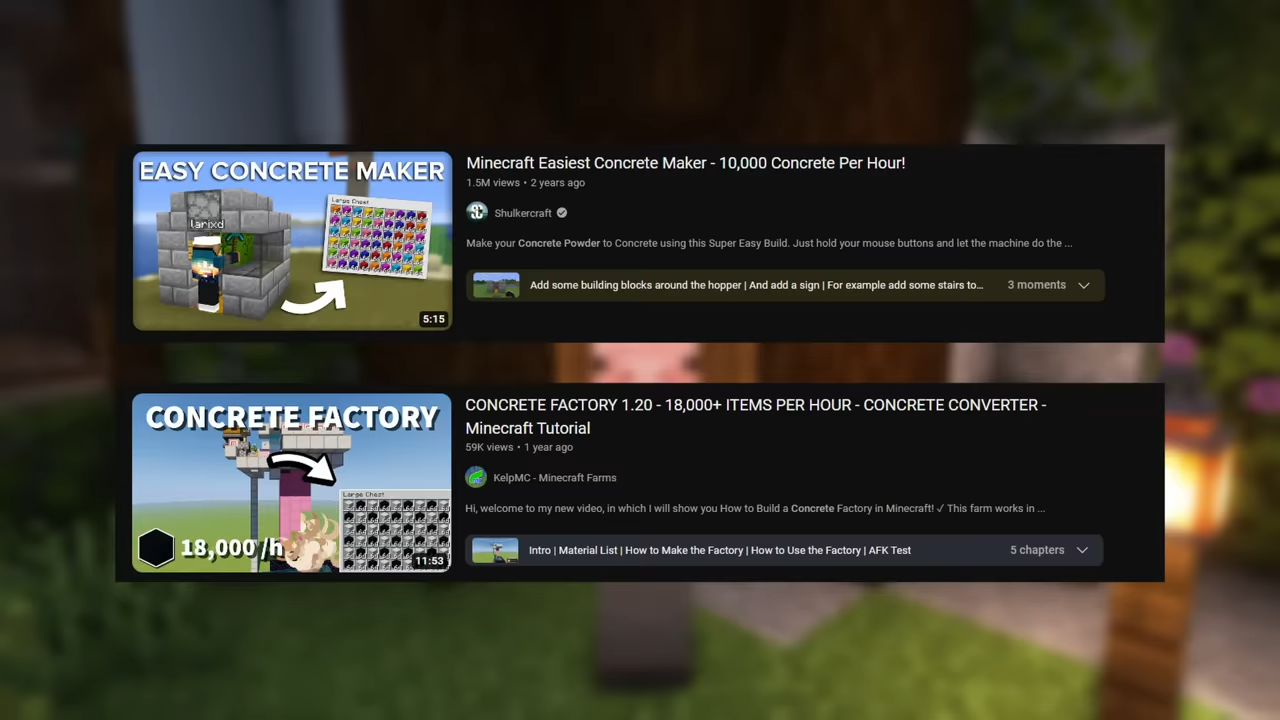 EASY CONCRETE MAKER
larixd
Large Chest
5:15
Minecraft Easiest Concrete Maker - 10,000 Concrete Per Hour!
1.5M views • 2 years ago
Shulkercraft
Make your Concrete Powder to Concrete using this Super Easy Build. Just hold your mouse buttons and let the machine do the ...
Add some building blocks around the hopper | And add a sign | For example add some stairs to...
3 moments
CONCRETE FACTORY
Large Chest
18,000 /h
11:53
CONCRETE FACTORY 1.20 - 18,000+ ITEMS PER HOUR - CONCRETE CONVERTER -
Minecraft Tutorial
59K views • 1 year ago
KelpMC - Minecraft Farms
Hi, welcome to my new video, in which I will show you How to Build a Concrete Factory in Minecraft! ✓ This farm works in ...
Intro | Material List | How to Make the Factory | How to Use the Factory | AFK Test
5 chapters